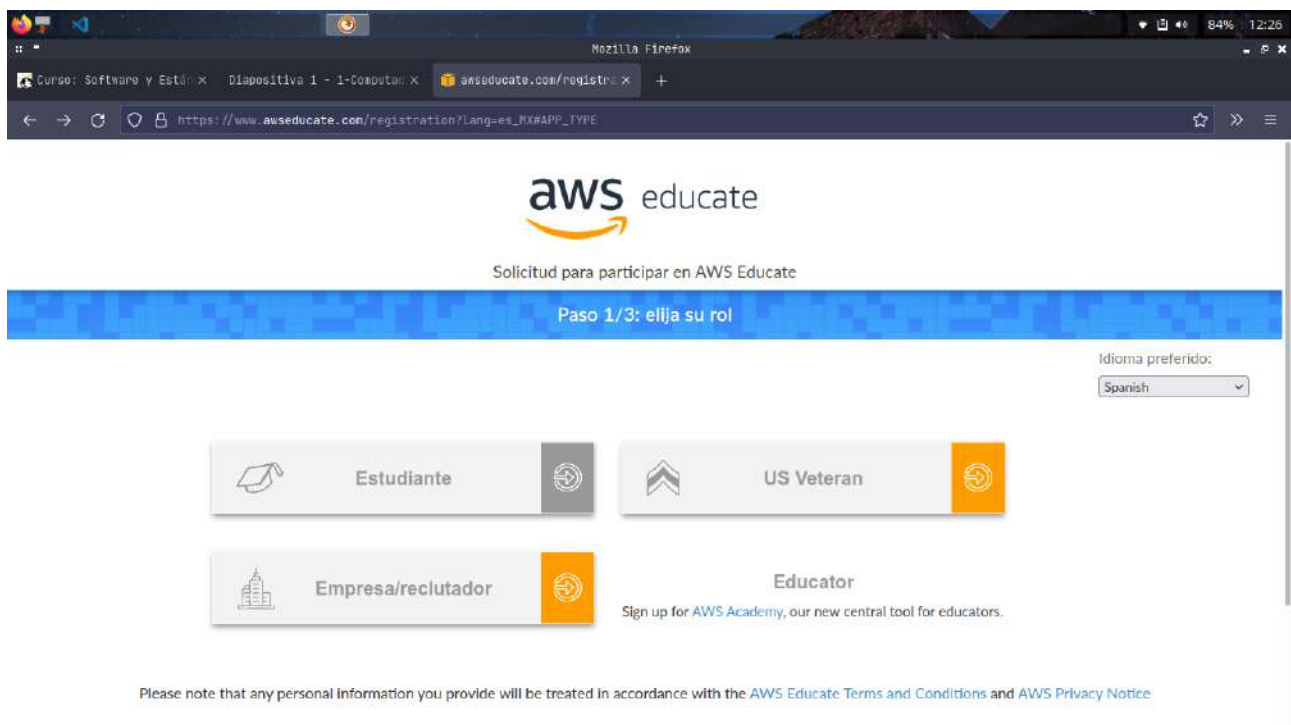 84% 12:26
Mozilla Firefox
Curso: Software y Están Diapositiva 1 - 1-Computac awseducate.com/registra
https://www.awseducate.com/registration?lang=es_MX#APP_TYPE
aws educate
Solicitud para participar en AWS Educate
Paso 1/3: elija su rol
Idioma preferido:
Spanish
Estudiante
US Veteran
Empresa/reclutador
Educator
Sign up for AWS Academy, our new central tool for educators.
Please note that any personal information you provide will be treated in accordance with the AWS Educate Terms and Conditions and AWS Privacy Notice